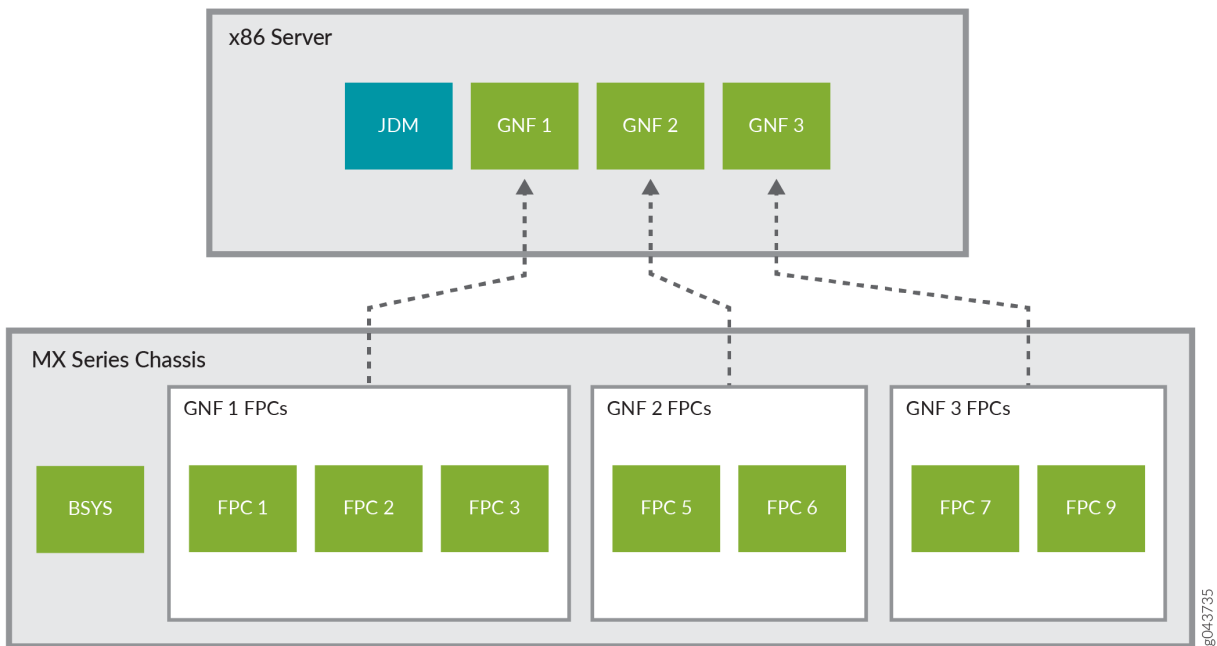 x86 Server
JDM
GNF 1
GNF 2
GNF 3
MX Series Chassis
GNF 1 FPCs
GNF 2 FPCs
GNF 3 FPCs
BSYS
FPC 1
FPC 2
FPC 3
FPC 5
FPC 6
FPC 7
FPC 9
g043735